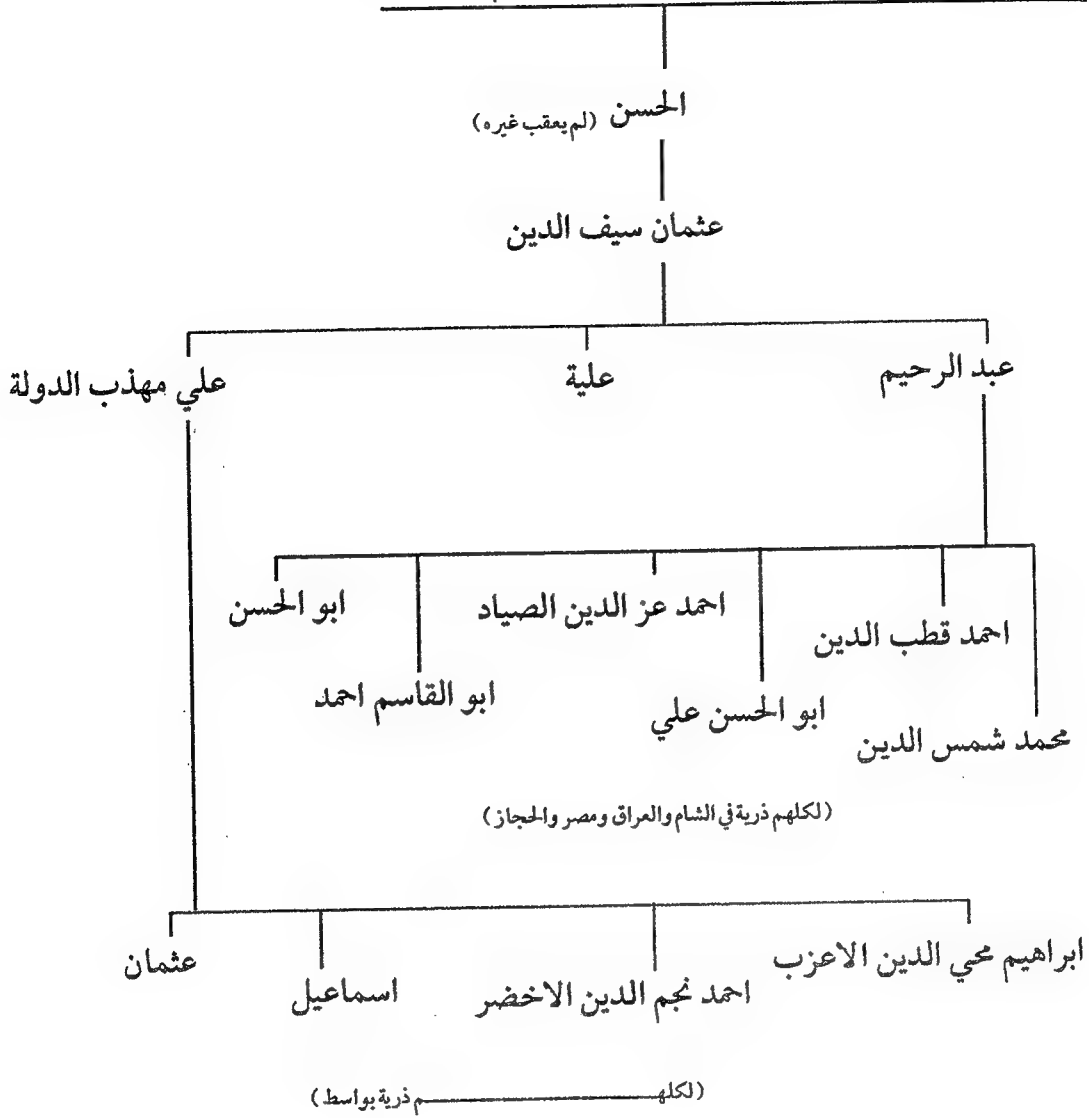 الحسن (لم يعقب غيره)
عثمان سيف الدين
عبد الرحيم علية علي مهذب الدولة
احمد قطب الدين احمد عز الدين الصياد ابو الحسن
محمد شمس الدين ابو الحسن علي ابو القاسم احمد
(لكلهم ذرية في الشام والعراق ومصر والحجاز)
ابراهيم محي الدين الاعزب احمد نجم الدين الاخضر اسماعيل عثمان
(لكلهم ذرية بواسط)